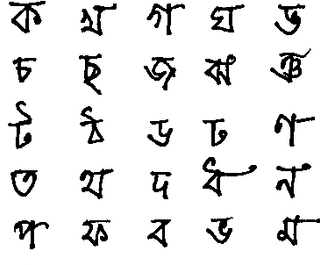 ক খ গ ঘ ঙ
চ ছ জ ঝ ঞ
ট ঠ ড ঢ ণ
ত থ দ ধ ন
প ফ ব ভ ম